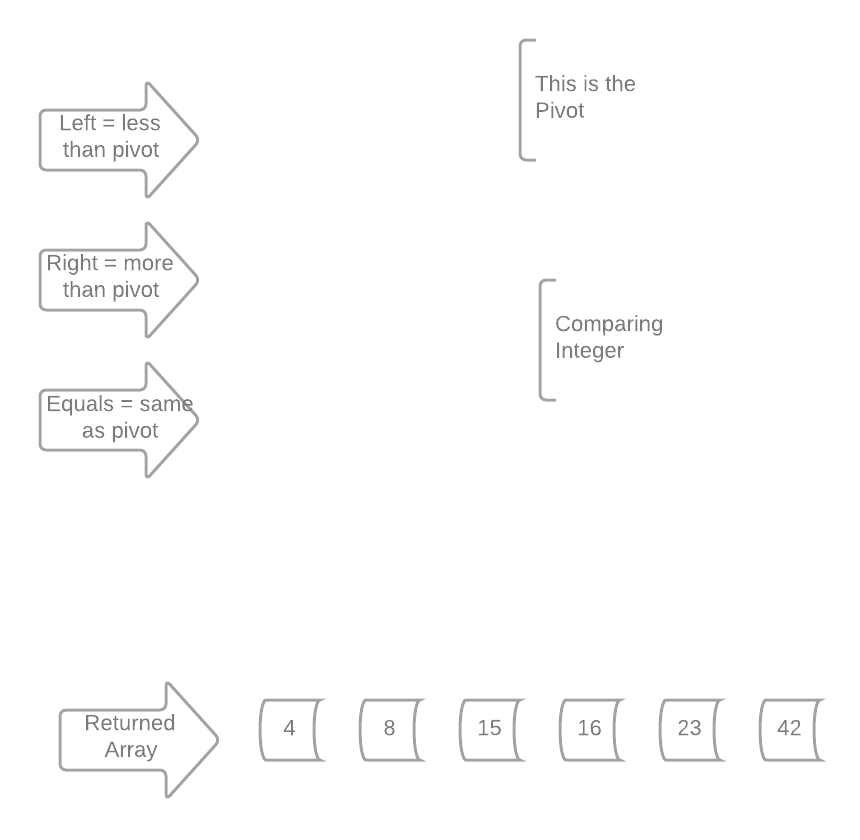 This is the
Pivot
Left = less
than pivot
Right = more
than pivot
Comparing
Integer
Equals = same
as pivot
Returned
Array
4 8 15 16 23 42